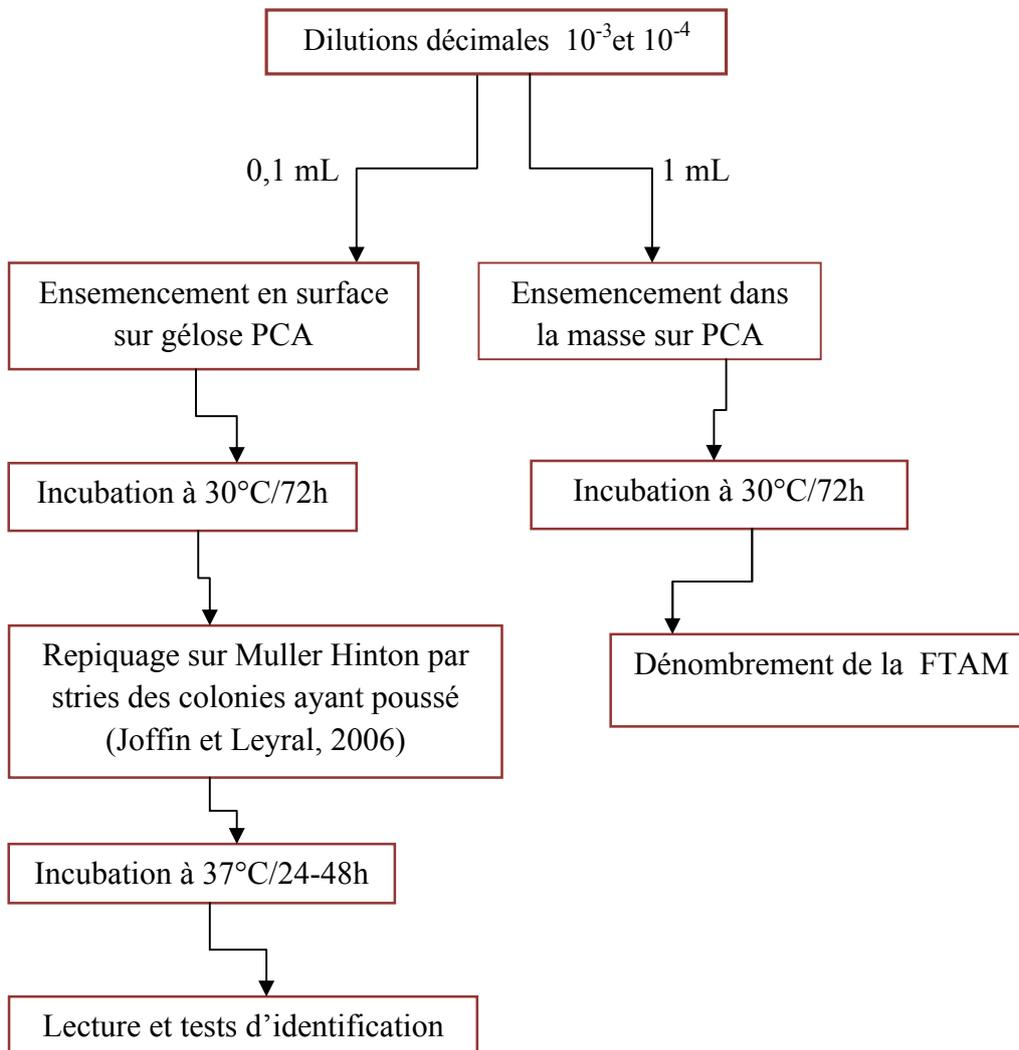 Dilutions décimales 10⁻³et 10⁻⁴
0,1 mL
1 mL
Ensemencement en surface
sur gélose PCA
Ensemencement dans
la masse sur PCA
Incubation à 30°C/72h
Incubation à 30°C/72h
Repiquage sur Muller Hinton par
stries des colonies ayant poussé
(Joffin et Leyral, 2006)
Dénombrement de la FTAM
Incubation à 37°C/24-48h
Lecture et tests d’identification